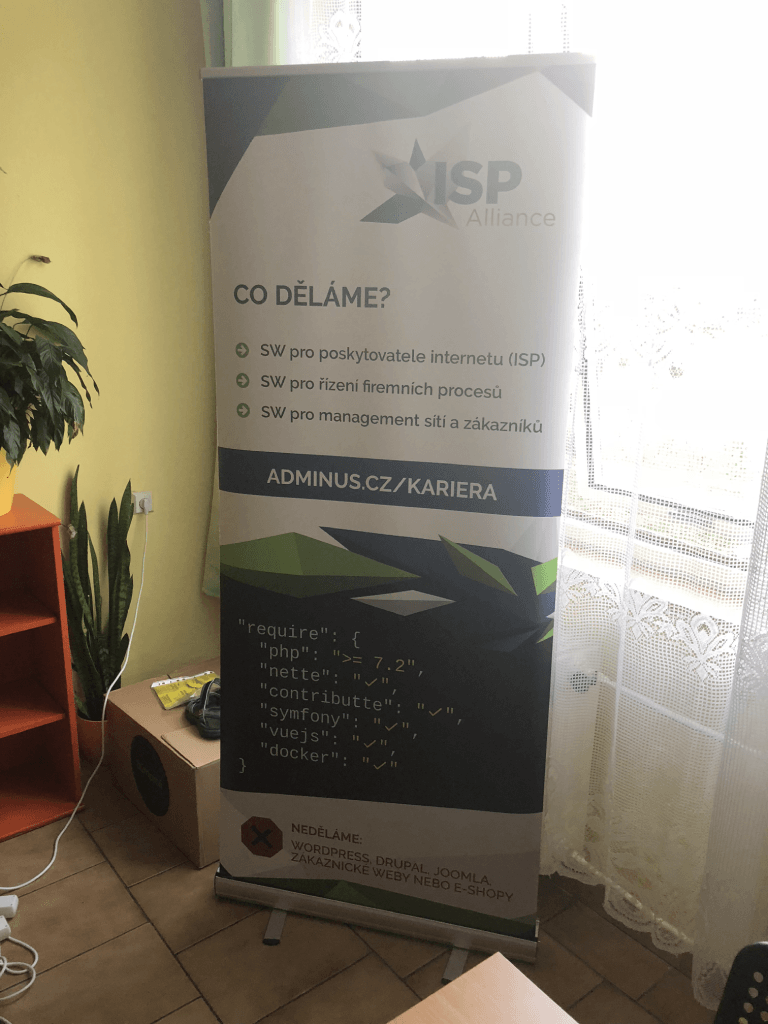 ISP
Alliance
CO DĚLÁME?
SW pro poskytovatele internetu (ISP)
SW pro řízení firemních procesů
SW pro management sítí a zákazníků
ADMINUS.CZ/KARIERA
"require": {
"php": ">= 7.2",
"nette": "✓",
"contributte": "✓",
"symfony": "✓",
"vuejs": "✓",
"docker": "✓"
}
NEDĚLÁME:
WORDPRESS, DRUPAL, JOOMLA,
ZÁKAZNICKÉ WEBY NEBO E-SHOPY